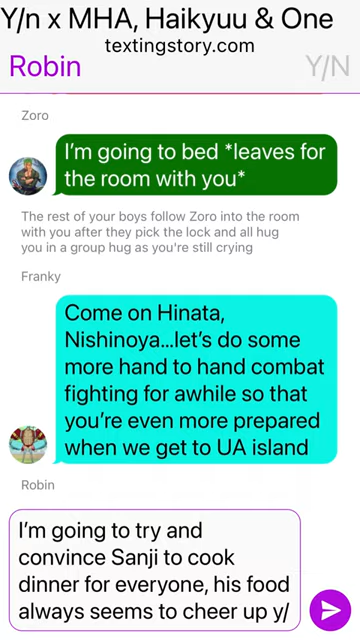 Y/n x MHA, Haikyuu & One
textingstory.com
Robin
Y/N
Zoro
I'm going to bed *leaves for
the room with you*
The rest of your boys follow Zoro into the room
with you after they pick the lock and all hug
you in a group hug as you're still crying
Franky
Come on Hinata,
Nishinoya...let's do some
more hand to hand combat
fighting for awhile so that
you're even more prepared
when we get to UA island
Robin
I'm going to try and
convince Sanji to cook
dinner for everyone, his food
always seems to cheer up y/